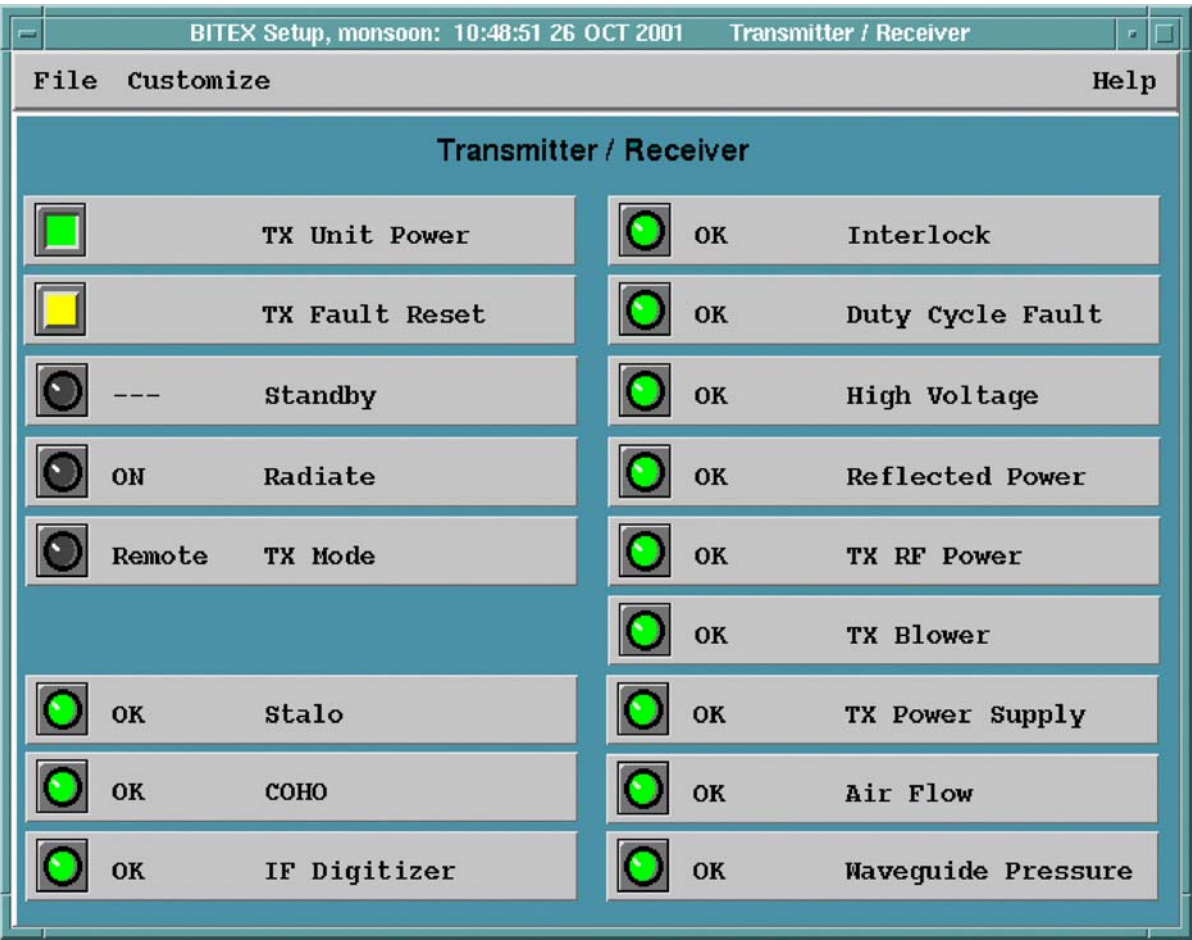 BITEX Setup, monsoon: 10:48:51 26 OCT 2001 Transmitter / Receiver
File Customize Help
Transmitter / Receiver
TX Unit Power
TX Fault Reset
--- Standby
ON Radiate
Remote TX Mode
OK Stalo
OK COHO
OK IF Digitizer
OK Interlock
OK Duty Cycle Fault
OK High Voltage
OK Reflected Power
OK TX RF Power
OK TX Blower
OK TX Power Supply
OK Air Flow
OK Waveguide Pressure